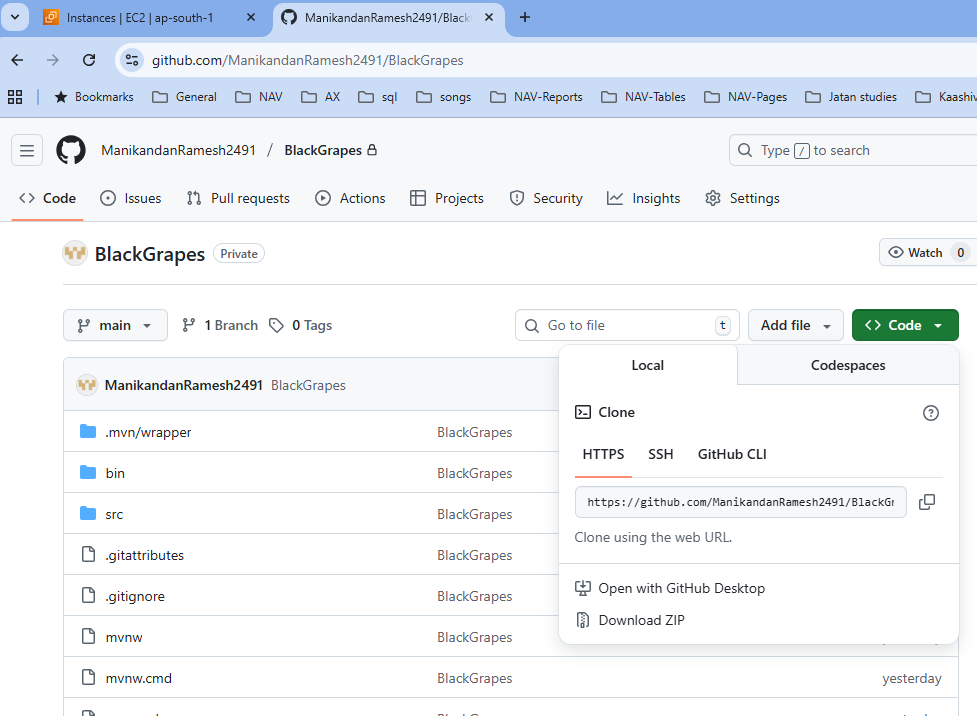 Instances | EC2 | ap-south-1
ManikandanRamesh2491/Black
github.com/ManikandanRamesh2491/BlackGrapes
Bookmarks General NAV AX sql songs NAV-Reports NAV-Tables NAV-Pages Jatan studies Kaashiv
ManikandanRamesh2491 / BlackGrapes
Type / to search
Code Issues Pull requests Actions Projects Security Insights Settings
BlackGrapes Private
Watch 0
main 1 Branch 0 Tags
Go to file t
Add file
Code
ManikandanRamesh2491 BlackGrapes
.mvn/wrapper BlackGrapes
bin BlackGrapes
src BlackGrapes
.gitattributes BlackGrapes
.gitignore BlackGrapes
mvnw BlackGrapes
mvnw.cmd BlackGrapes yesterday
Local Codespaces
Clone
HTTPS SSH GitHub CLI
https://github.com/ManikandanRamesh2491/BlackGr
Clone using the web URL.
Open with GitHub Desktop
Download ZIP